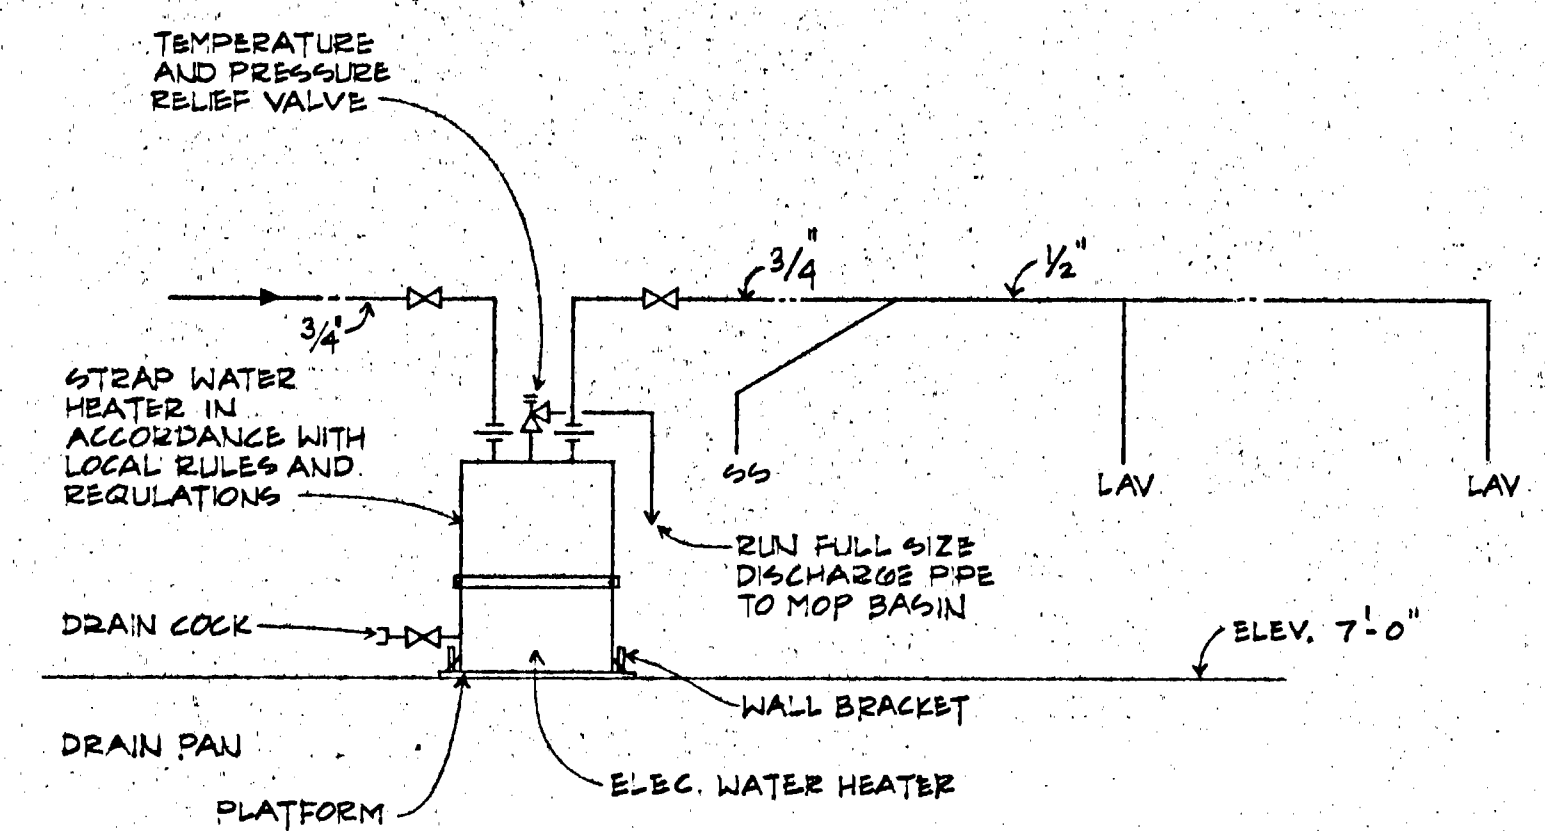 TEMPERATURE
AND PRESSURE
RELIEF VALVE
3/4"
1/2"
3/4"
STRAP WATER
HEATER IN
ACCORDANCE WITH
LOCAL RULES AND
REQULATIONS
SS
LAV
LAV
RUN FULL SIZE
DISCHARGE PIPE
TO MOP BASIN
DRAIN COCK
ELEV. 7'-0"
WALL BRACKET
DRAIN PAN
ELEC. WATER HEATER
PLATFORM